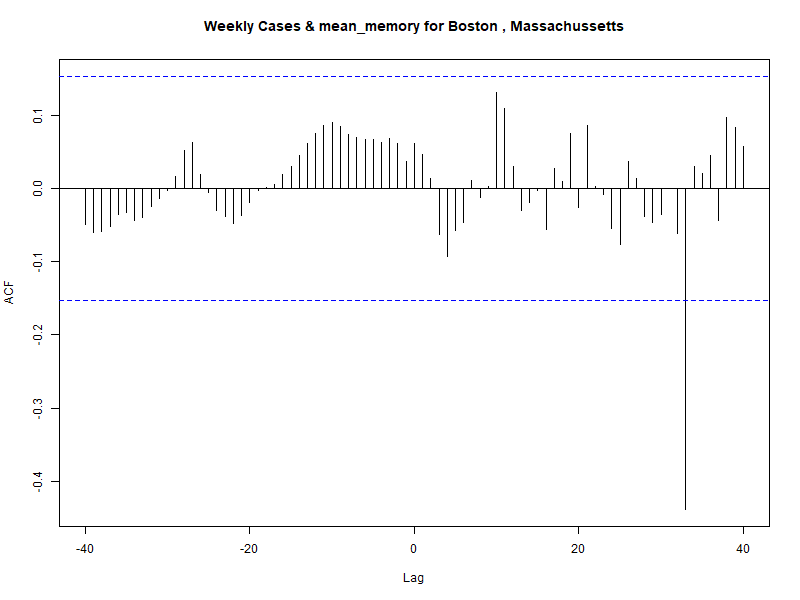 Weekly Cases & mean_memory for Boston , Massachussetts
ACF
0.1
0.0
-0.1
-0.2
-0.3
-0.4
-40 -20 0 20 40
Lag